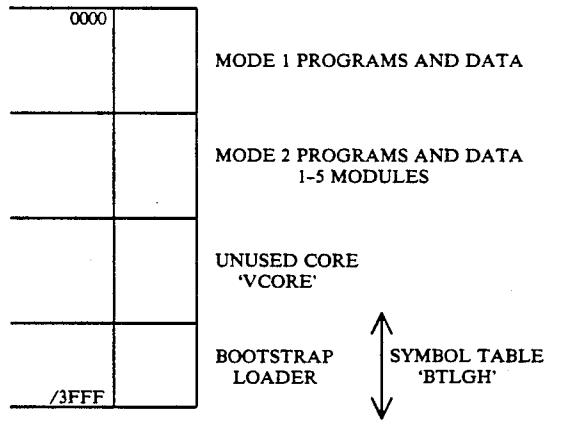 0000
MODE 1 PROGRAMS AND DATA
MODE 2 PROGRAMS AND DATA
1-5 MODULES
UNUSED CORE
'VCORE'
BOOTSTRAP
LOADER
SYMBOL TABLE
'BTLGH'
/3FFF